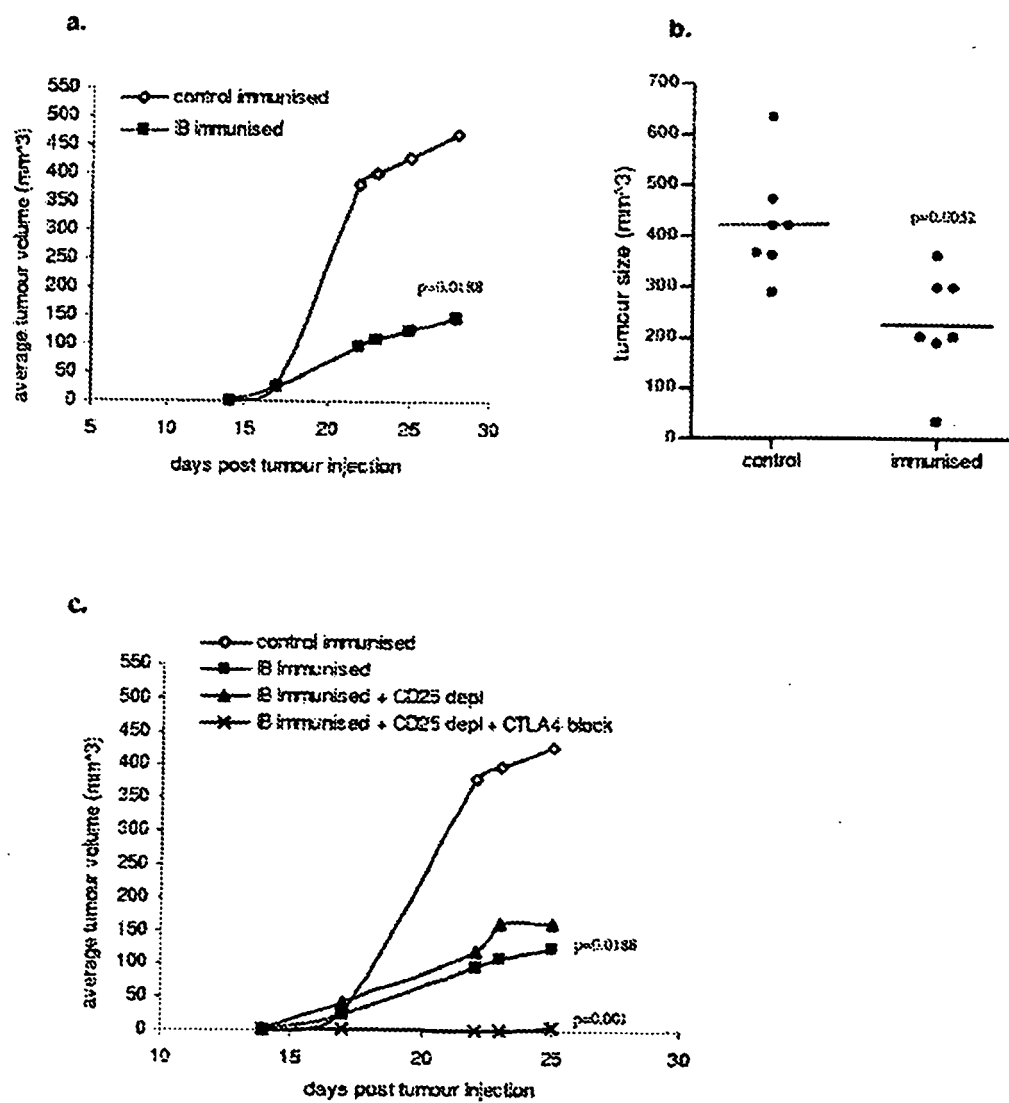 a.
550
500
450
400
350
300
250
200
150
100
50
0
5 10 15 20 25 30
average tumour volume (mm^3)
days post tumour injection
control immunised
iB immunised
p=0.0188
b.
700
600
500
400
300
200
100
0
tumour size (mm^3)
control immunised
p=0.0052
c.
control immunised
iB immunised
iB immunised + CD25 depl
iB immunised + CD25 depl + CTLA4 block
550
500
450
400
350
300
250
200
150
100
50
0
10 15 20 25 30
average tumour volume (mm^3)
days post tumour injection
p=0.0188
p=0.001